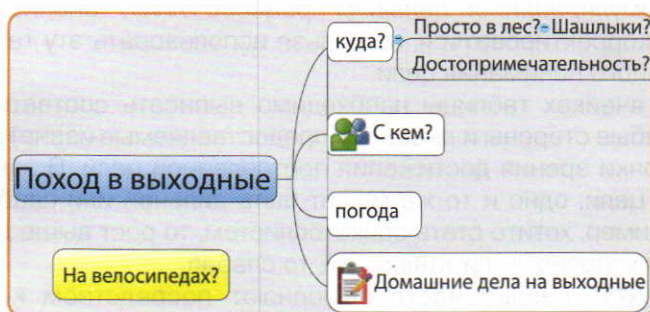 куда?
Просто в лес? Шашлыки?
Достопримечательность?
С кем?
Поход в выходные
погода
На велосипедах?
Домашние дела на выходные